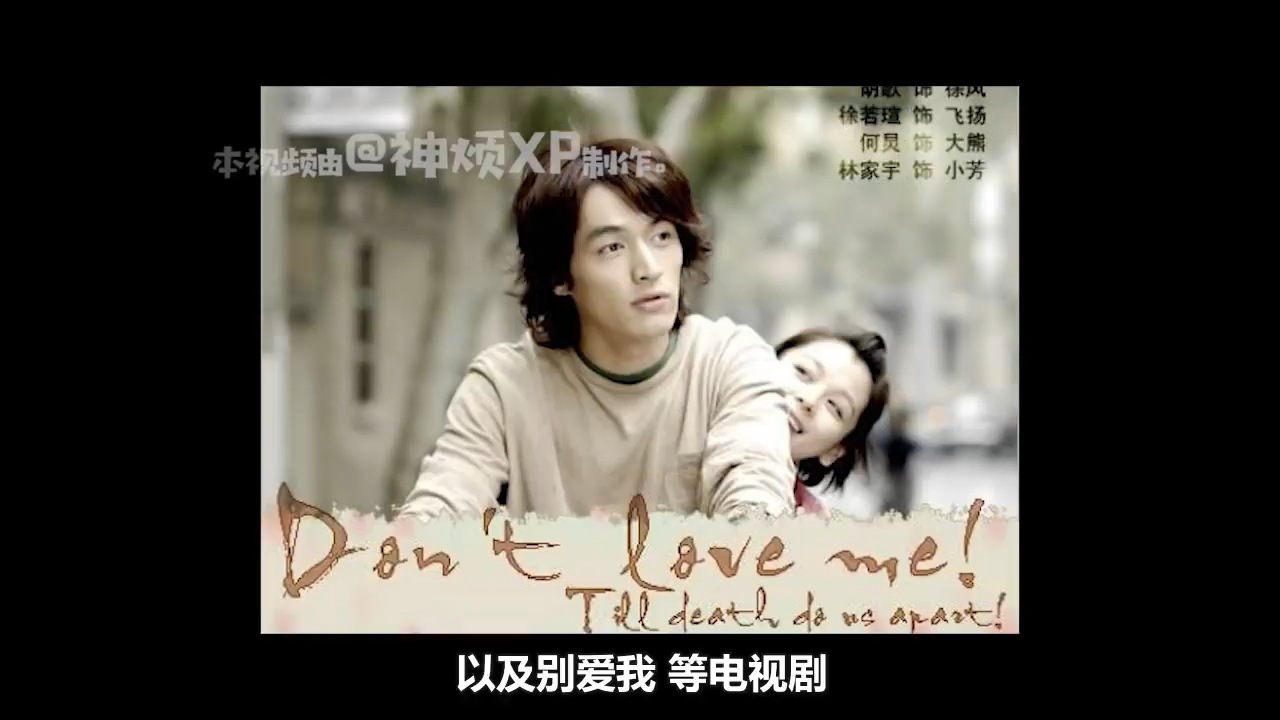 胡歌 饰 徐风
徐若瑄 饰 飞扬
何炅 饰 大熊
林家宇 饰 小芳
本视频由@神烦XP制作。
Don't love me!
Till death do us apart!
以及别爱我 等电视剧